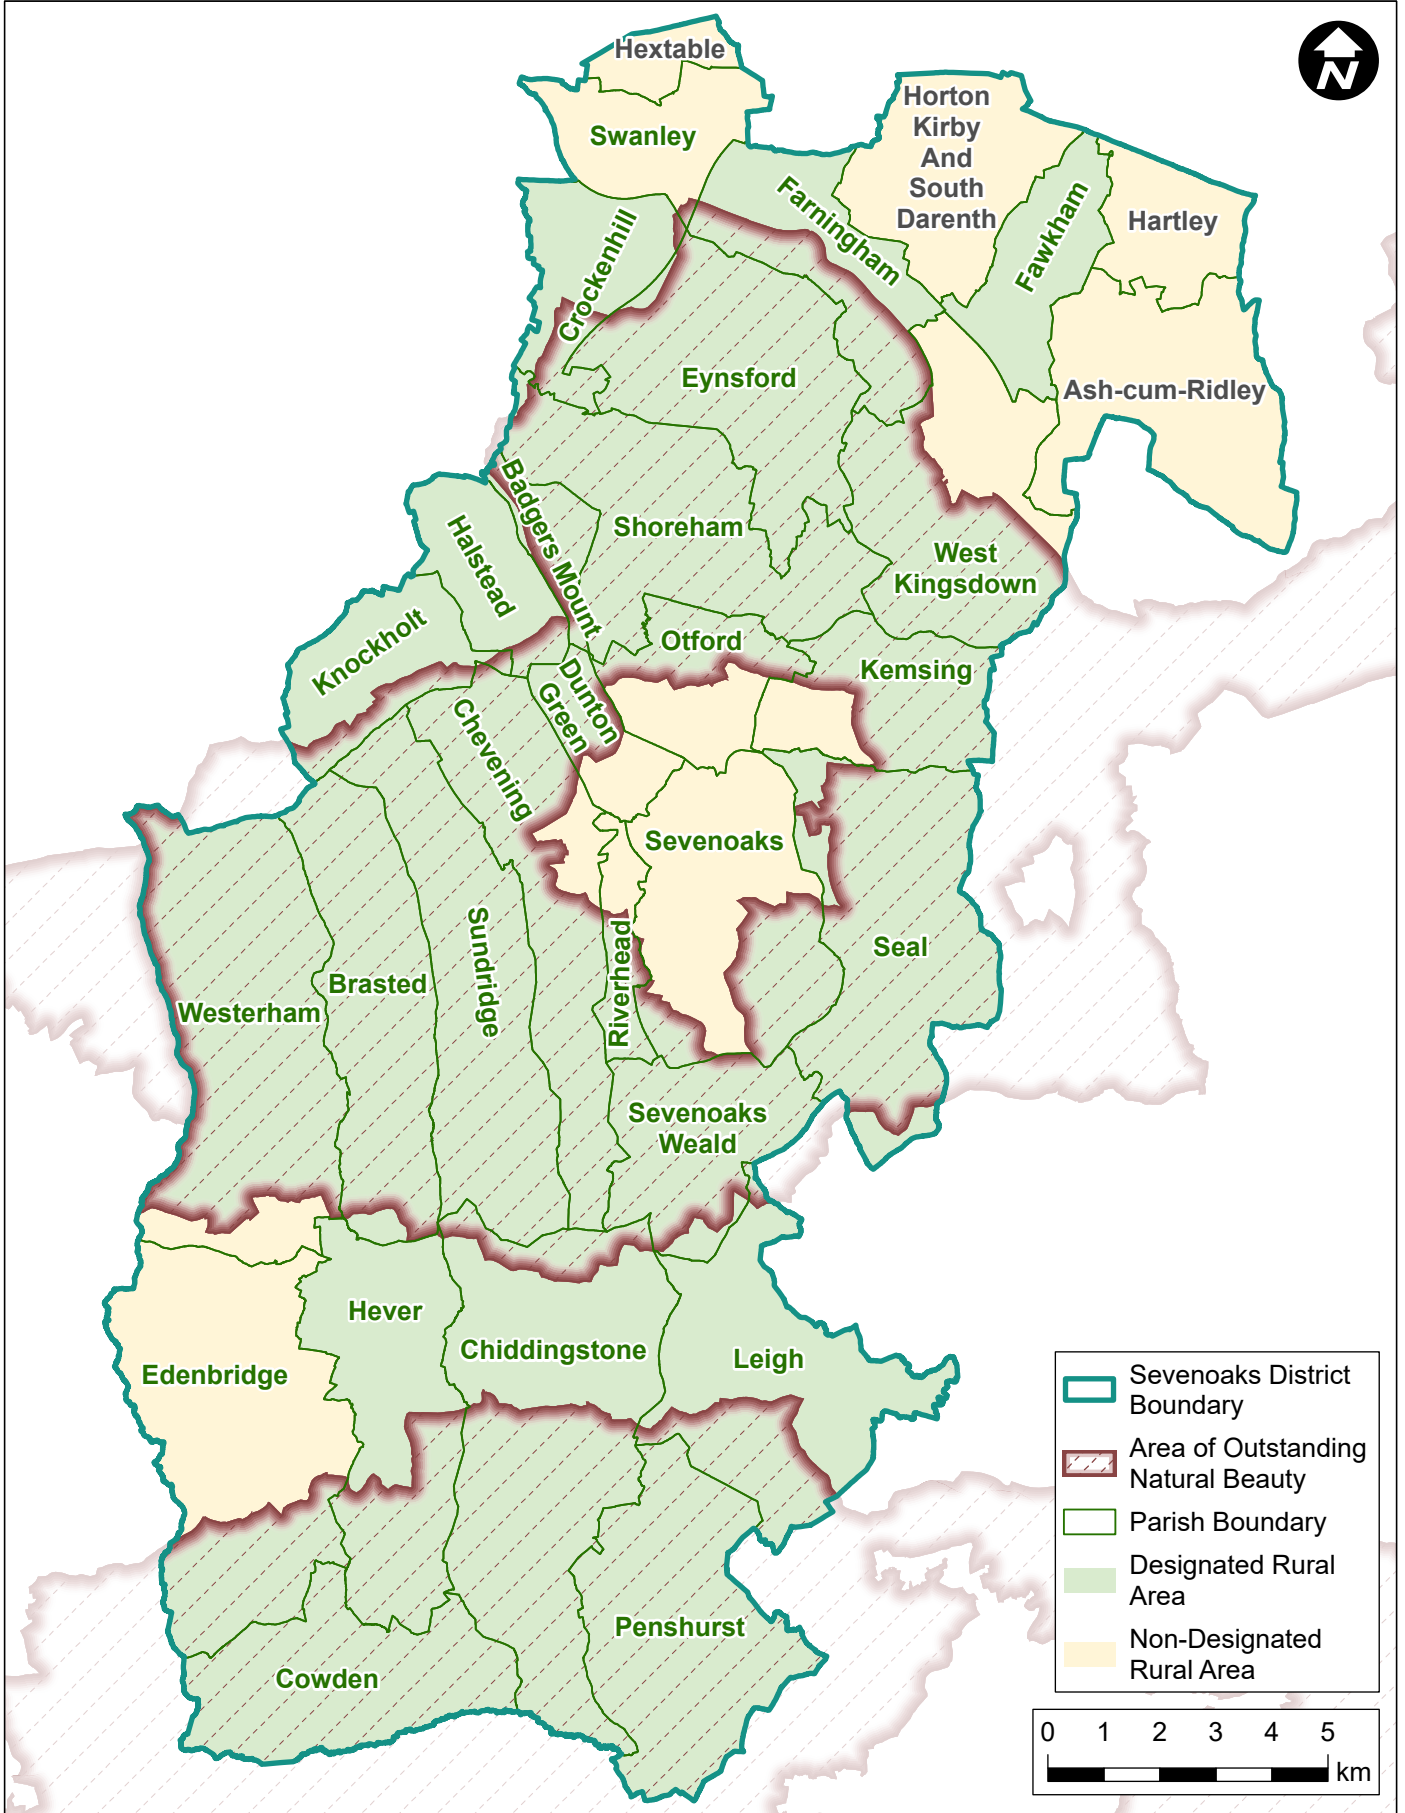 Hextable
N
Swanley
Horton
Kirby
And
South
Darenth
Farningham
Fawkham
Hartley
Crockenhill
Eynsford
Ash-cum-Ridley
Badgers Mount
Halstead
Shoreham
West
Kingsdown
Knockholt
Otford
Kemsing
Dunton
Green
Chevening
Sevenoaks
Sundridge
Riverhead
Seal
Brasted
Westerham
Sevenoaks
Weald
Hever
Chiddingstone
Leigh
Edenbridge
Penshurst
Cowden
Sevenoaks District
Boundary
Area of Outstanding
Natural Beauty
Parish Boundary
Designated Rural
Area
Non-Designated
Rural Area
0 1 2 3 4 5
km